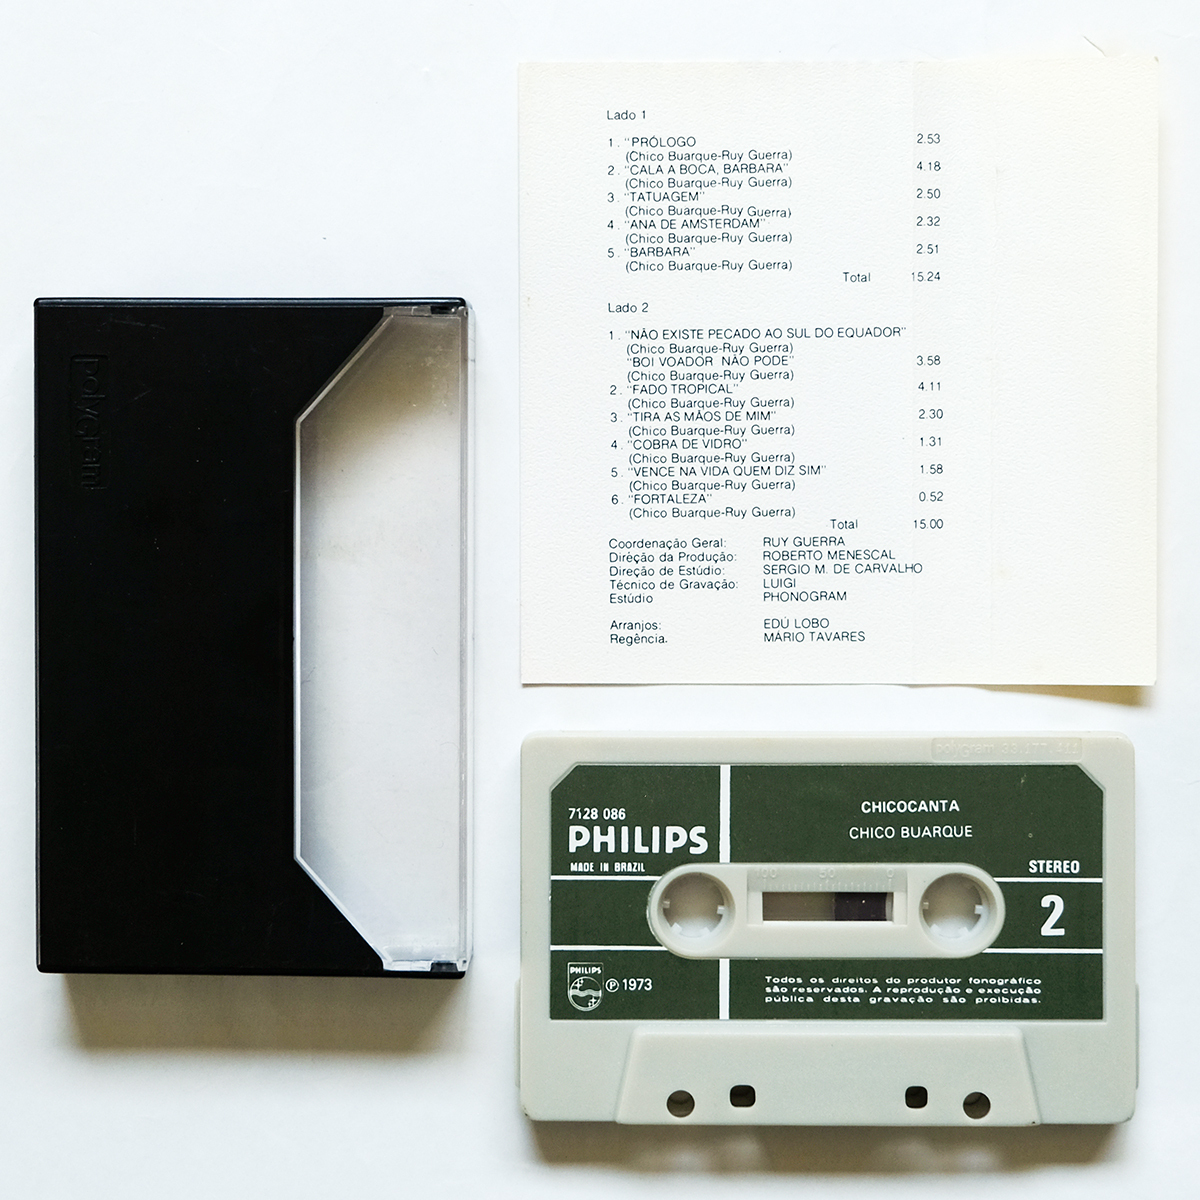 polygram
Lado 1
1. "PRÓLOGO 2.53
(Chico Buarque-Ruy Guerra)
2. "CALA A BOCA, BARBARA" 4.18
(Chico Buarque-Ruy Guerra)
3. "TATUAGEM" 2.50
(Chico Buarque-Ruy Guerra)
4. "ANA DE AMSTERDAM" 2.32
(Chico Buarque-Ruy Guerra)
5. "BARBARA" 2.51
(Chico Buarque-Ruy Guerra)
Total 15.24
Lado 2
1. "NÃO EXISTE PECADO AO SUL DO EQUADOR"
(Chico Buarque-Ruy Guerra)
"BOI VOADOR NÃO PODE" 3.58
(Chico Buarque-Ruy Guerra)
2. "FADO TROPICAL" 4.11
(Chico Buarque-Ruy Guerra)
3. "TIRA AS MÃOS DE MIM" 2.30
(Chico Buarque-Ruy Guerra)
4. "COBRA DE VIDRO" 1.31
(Chico Buarque-Ruy Guerra)
5. "VENCE NA VIDA QUEM DIZ SIM" 1.58
(Chico Buarque-Ruy Guerra)
6. "FORTALEZA" 0.52
(Chico Buarque-Ruy Guerra)
Total 15.00
Coordenação Geral: RUY GUERRA
Direção da Produção: ROBERTO MENESCAL
Direção de Estúdio: SERGIO M. DE CARVALHO
Técnico de Gravação: LUIGI
Estúdio PHONOGRAM
Arranjos: EDÚ LOBO
Regência. MÁRIO TAVARES
polygram 33.177.411
7128 086
PHILIPS
MADE IN BRAZIL
CHICOCANTA
CHICO BUARQUE
STEREO
2
100 50 0
PHILIPS
℗ 1973
Todos os direitos do produtor fonográfico
são reservados. A reprodução e execução
pública desta gravação são proibidas.